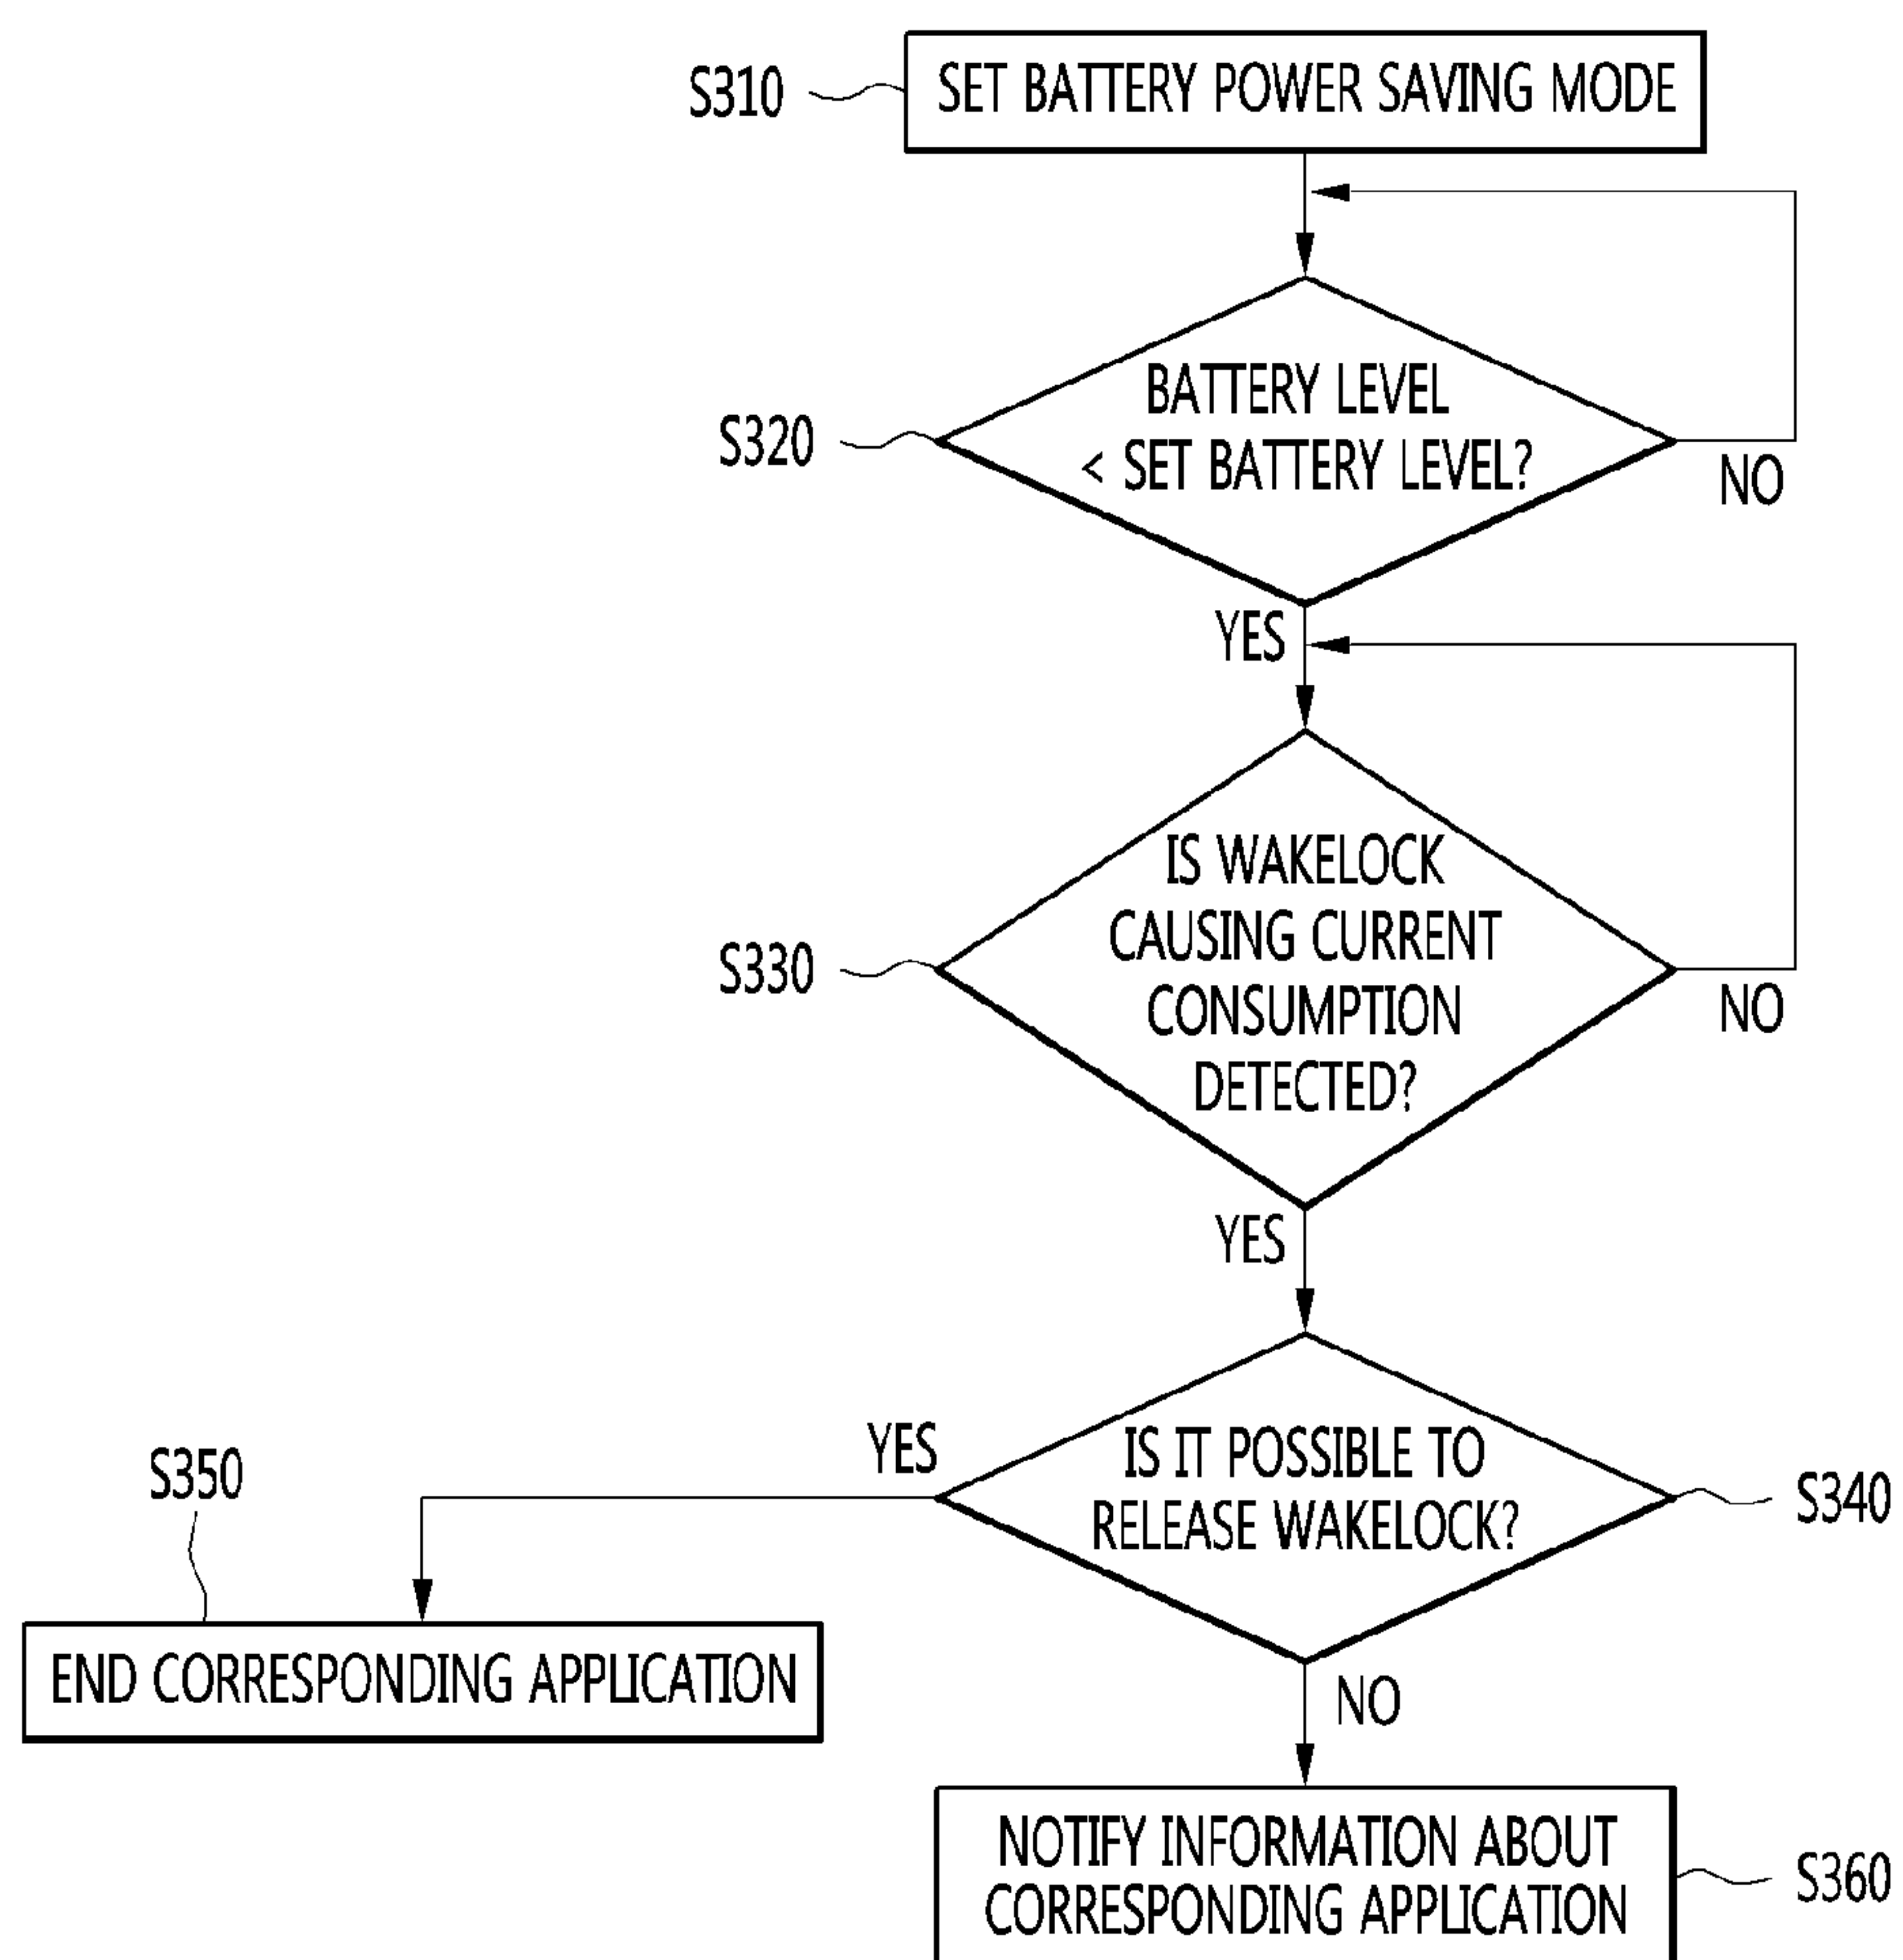 S310
SET BATTERY POWER SAVING MODE
S320
BATTERY LEVEL
< SET BATTERY LEVEL?
NO
YES
S330
IS WAKELOCK
CAUSING CURRENT
CONSUMPTION
DETECTED?
NO
YES
S340
IS IT POSSIBLE TO
RELEASE WAKELOCK?
YES
S350
END CORRESPONDING APPLICATION
NO
NOTIFY INFORMATION ABOUT
CORRESPONDING APPLICATION
S360